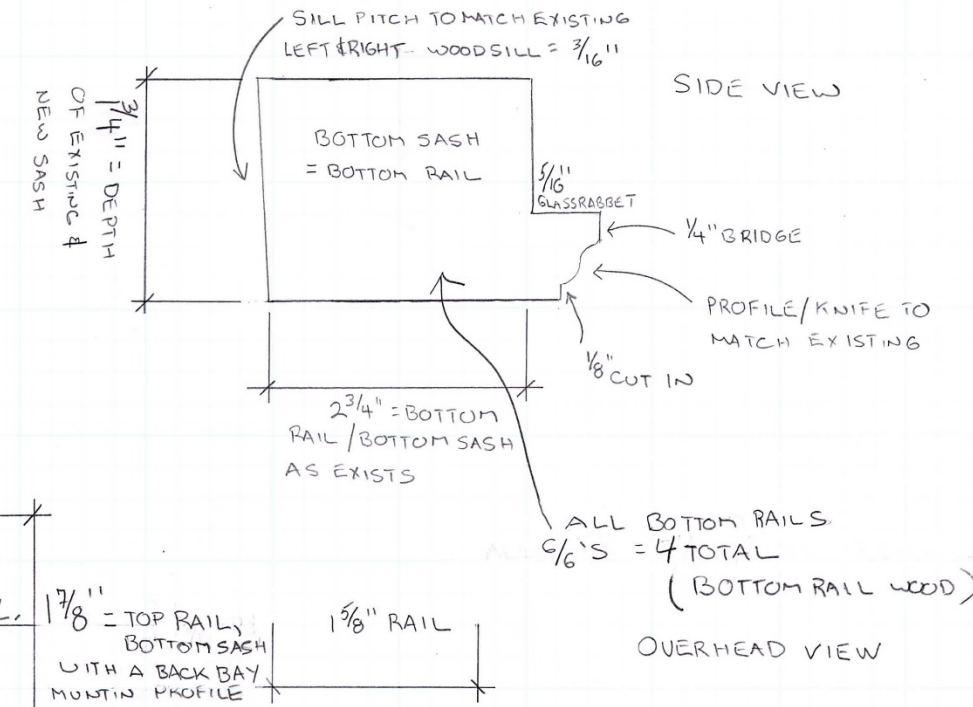 SILL PITCH TO MATCH EXISTING
LEFT & RIGHT. WOODSILL = 3/16"
SIDE VIEW
3/4" = DEPTH
OF EXISTING &
NEW SASH
BOTTOM SASH
= BOTTOM RAIL
5/16"
GLASSRABBET
1/4" BRIDGE
PROFILE/KNIFE TO
MATCH EXISTING
1/8" CUT IN
2 3/4" = BOTTOM
RAIL/BOTTOM SASH
AS EXISTS
ALL BOTTOM RAILS
6/6'S = 4 TOTAL
(BOTTOM RAIL WOOD)
1 7/8" = TOP RAIL,
BOTTOM SASH
WITH A BACK BAY
MUNTIN PROFILE
1 5/8" RAIL
OVERHEAD VIEW